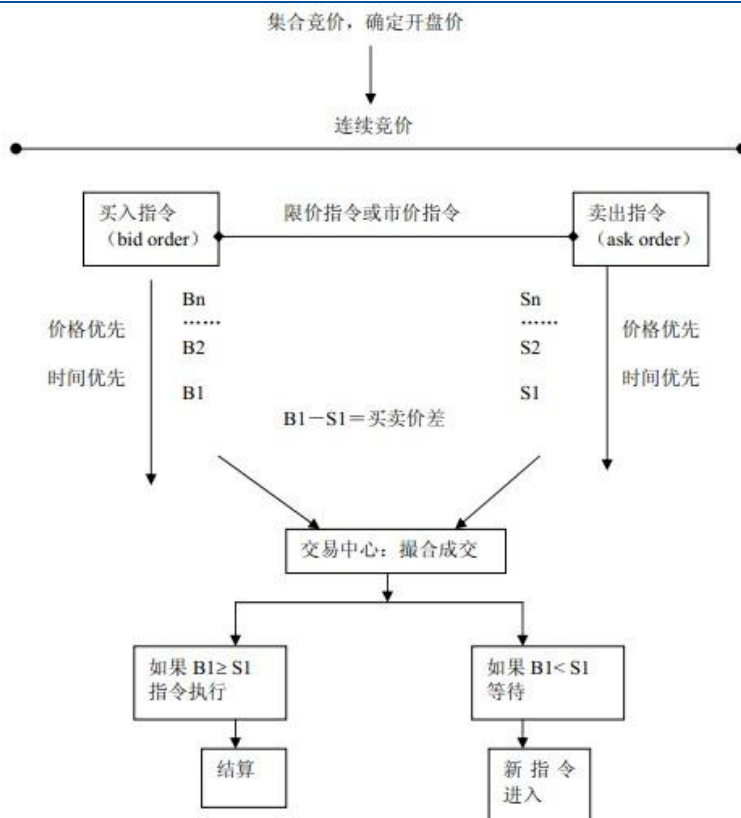 集合竞价，确定开盘价
连续竞价
买入指令
（bid order）
限价指令或市价指令
卖出指令
（ask order）
Bn
……
B2
B1
Sn
……
S2
S1
价格优先
时间优先
价格优先
时间优先
B1－S1＝买卖价差
交易中心：撮合成交
如果 B1≥ S1
指令执行
如果 B1< S1
等待
结算
新 指 令
进入